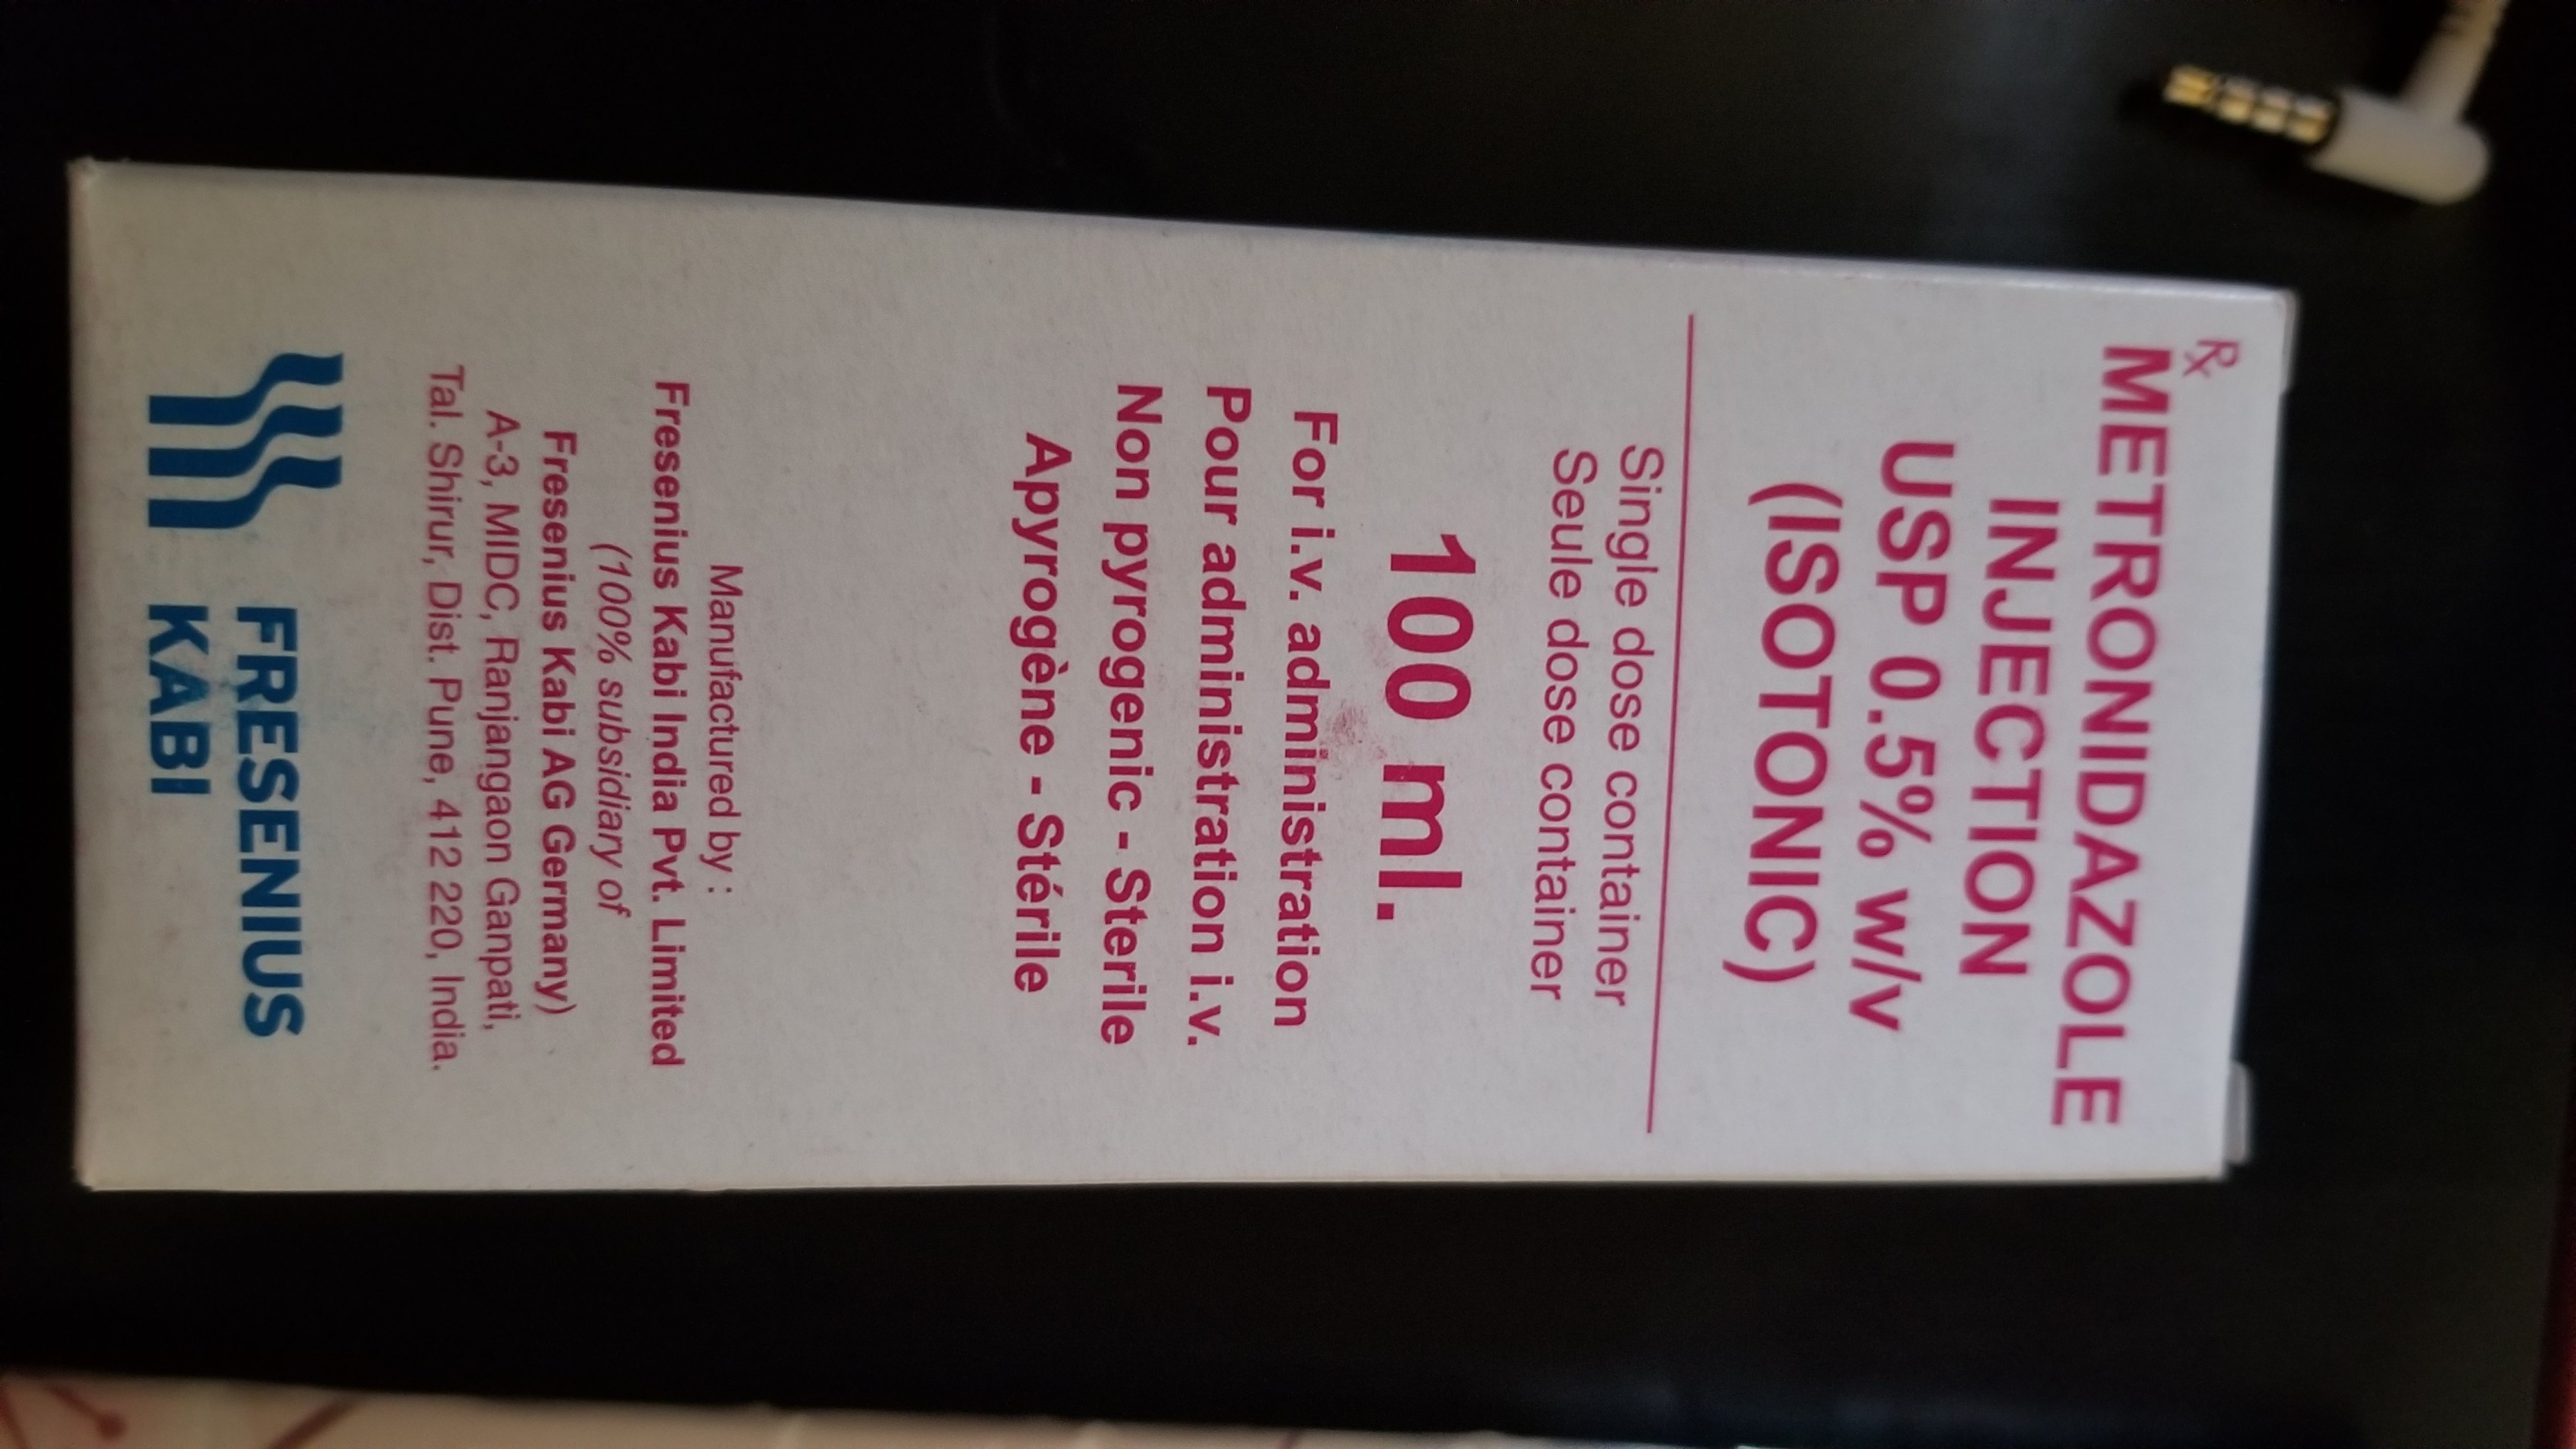 ℞
METRONIDAZOLE
INJECTION
USP 0.5% w/v
(ISOTONIC)
Single dose container
Seule dose container
100 ml.
For i.v. administration
Pour administration i.v.
Non pyrogenic - Sterile
Apyrogène - Stérile
Manufactured by :
Fresenius Kabi India Pvt. Limited
(100% subsidiary of
Fresenius Kabi AG Germany)
A-3, MIDC, Ranjangaon Ganpati,
Tal. Shirur, Dist. Pune, 412 220, India.
FRESENIUS
KABI